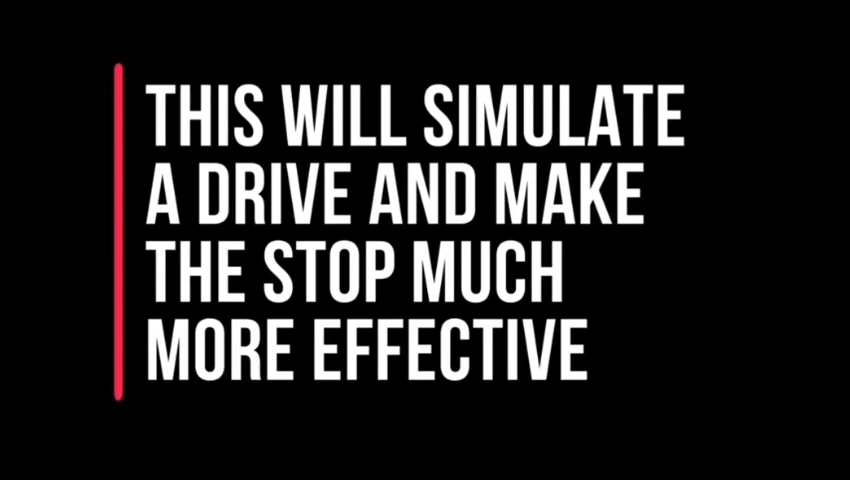 THIS WILL SIMULATE
A DRIVE AND MAKE
THE STOP MUCH
MORE EFFECTIVE